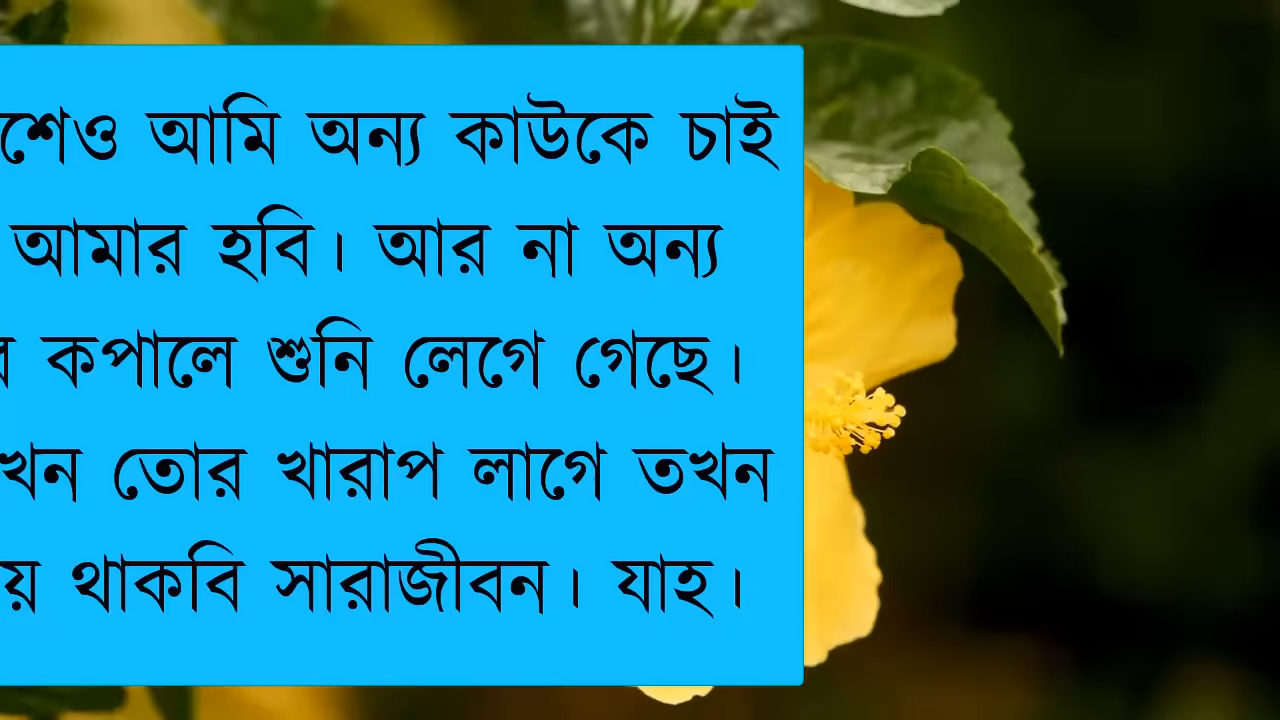 শেও আমি অন্য কাউকে চাই
আমার হবি। আর না অন্য
কপালে শুনি লেগে গেছে।
খন তোর খারাপ লাগে তখন
য় থাকবি সারাজীবন। যাহ।